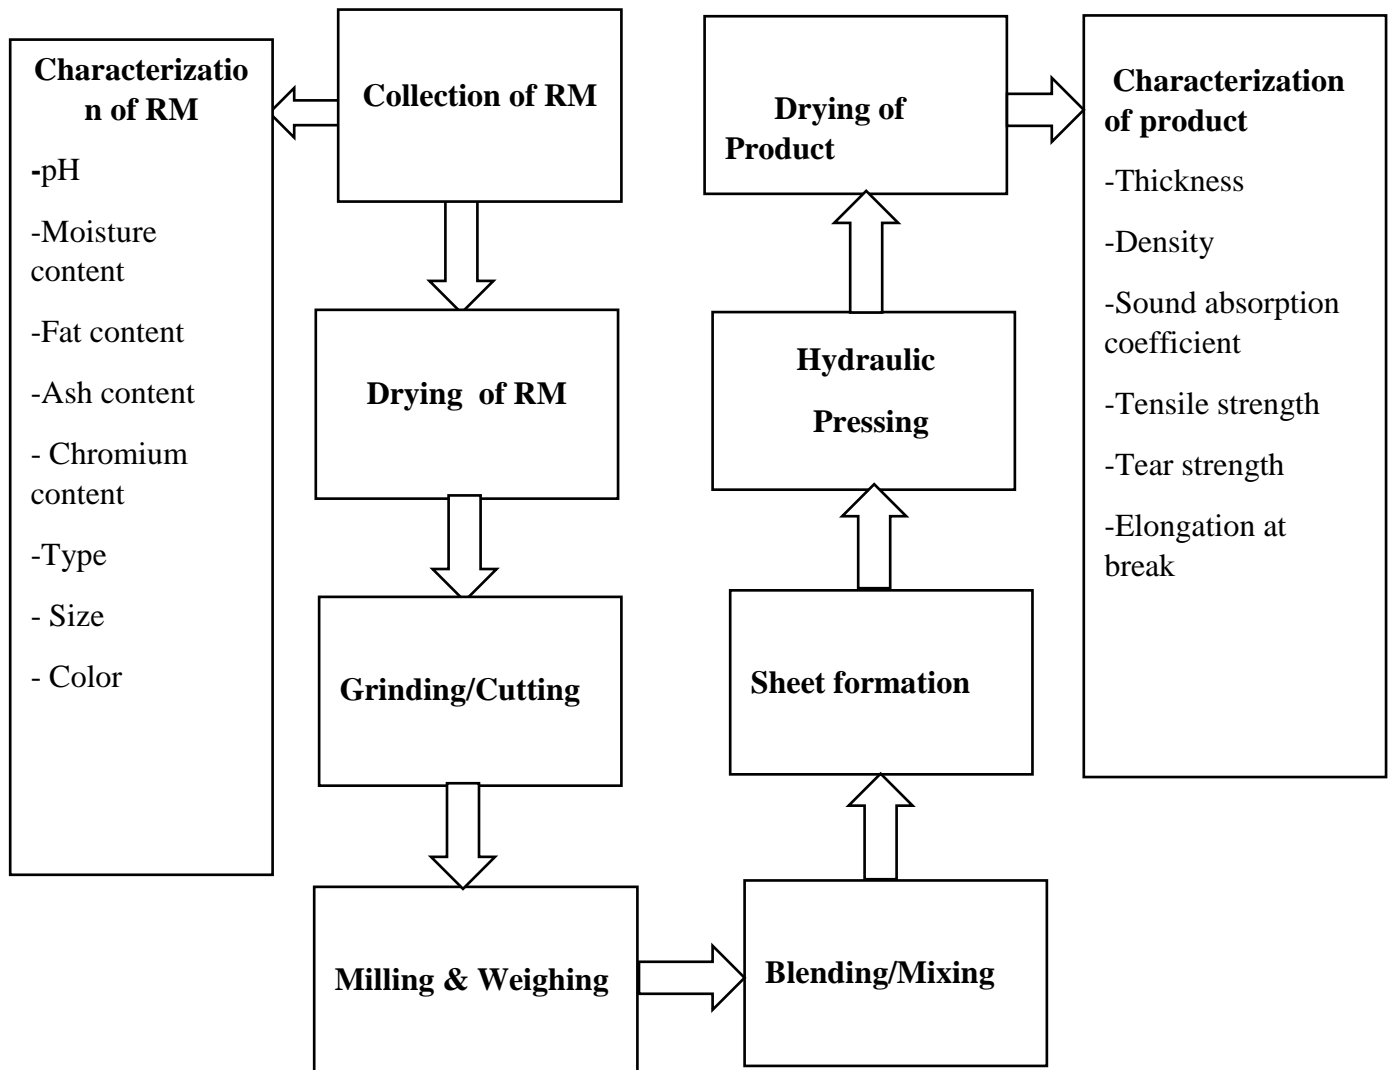 Characterizatio
n of RM
-pH
-Moisture
content
-Fat content
-Ash content
- Chromium
content
-Type
- Size
- Color
Collection of RM
Drying of RM
Grinding/Cutting
Milling & Weighing
Blending/Mixing
Sheet formation
Hydraulic
Pressing
Drying of
Product
Characterization
of product
-Thickness
-Density
-Sound absorption
coefficient
-Tensile strength
-Tear strength
-Elongation at
break